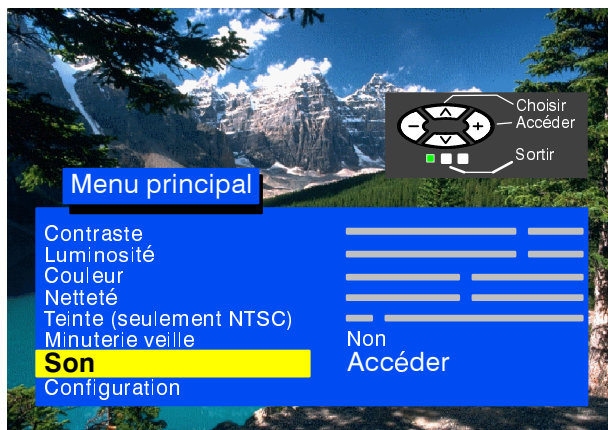 Choisir
Accéder
Sortir
Menu principal
Contraste
Luminosité
Couleur
Netteté
Teinte (seulement NTSC)
Minuterie veille Non
Son Accéder
Configuration